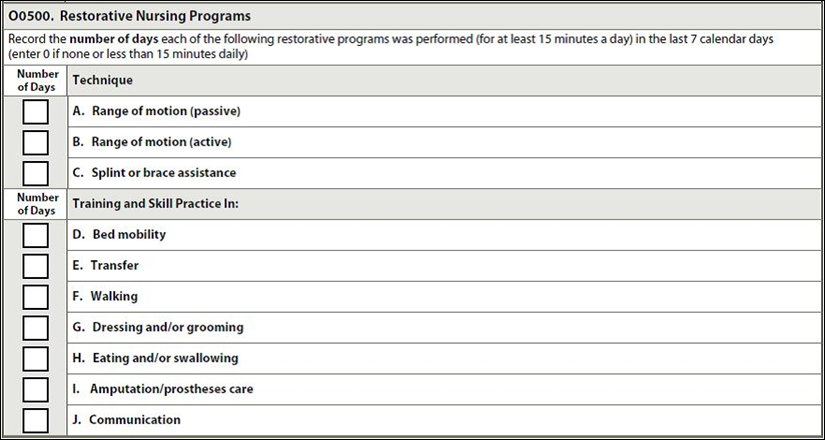 O0500. Restorative Nursing Programs
Record the number of days each of the following restorative programs was performed (for at least 15 minutes a day) in the last 7 calendar days
(enter 0 if none or less than 15 minutes daily)
Number
of Days
Technique
A. Range of motion (passive)
B. Range of motion (active)
C. Splint or brace assistance
Number
of Days
Training and Skill Practice In:
D. Bed mobility
E. Transfer
F. Walking
G. Dressing and/or grooming
H. Eating and/or swallowing
I. Amputation/prostheses care
J. Communication